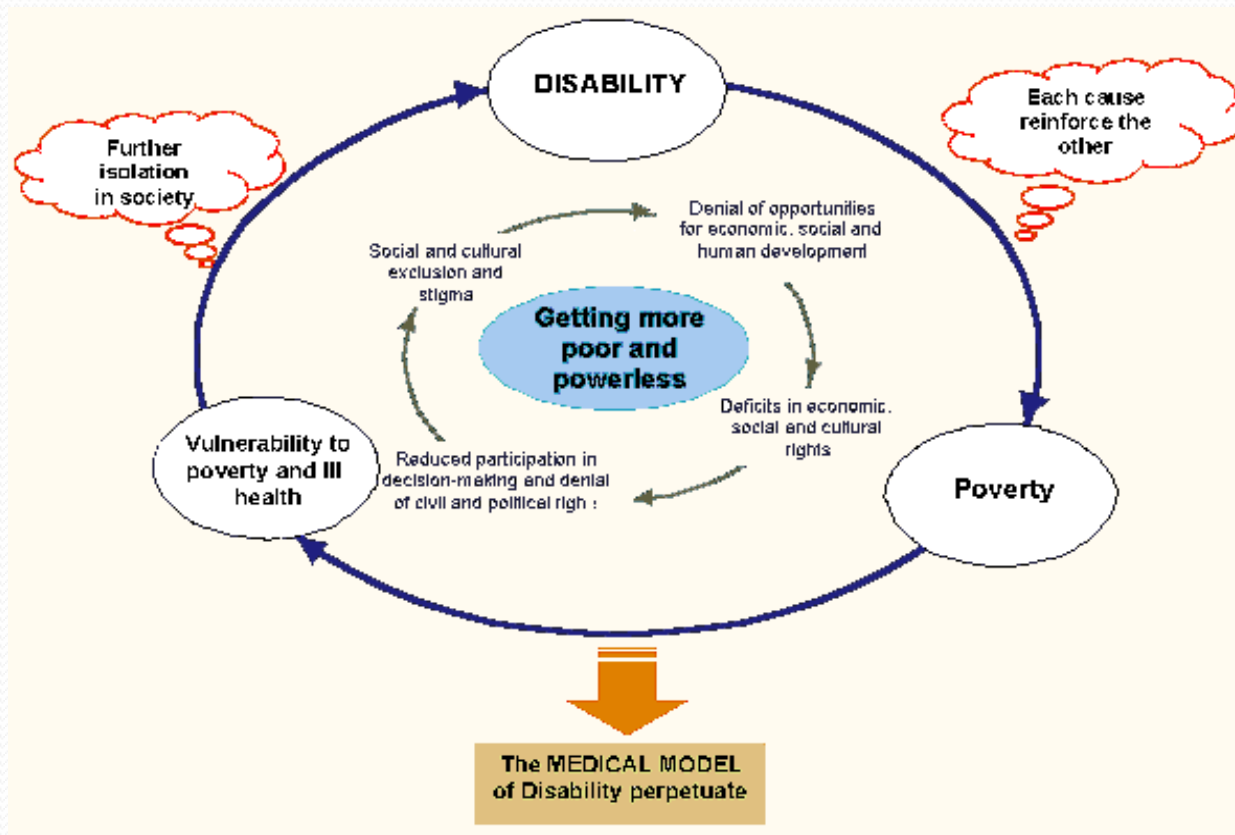 DISABILITY
Each cause
reinforce the
other
Further
isolation
in society
Denial of opportunities
for economic, social and
human development
Social and cultural
exclusion and
stigma
Getting more
poor and
powerless
Deficits in economic,
social and cultural
rights
Vulnerability to
poverty and Ill
health
Reduced participation in
decision-making and denial
of civil and political
Poverty
The MEDICAL MODEL
of Disability perpetuate